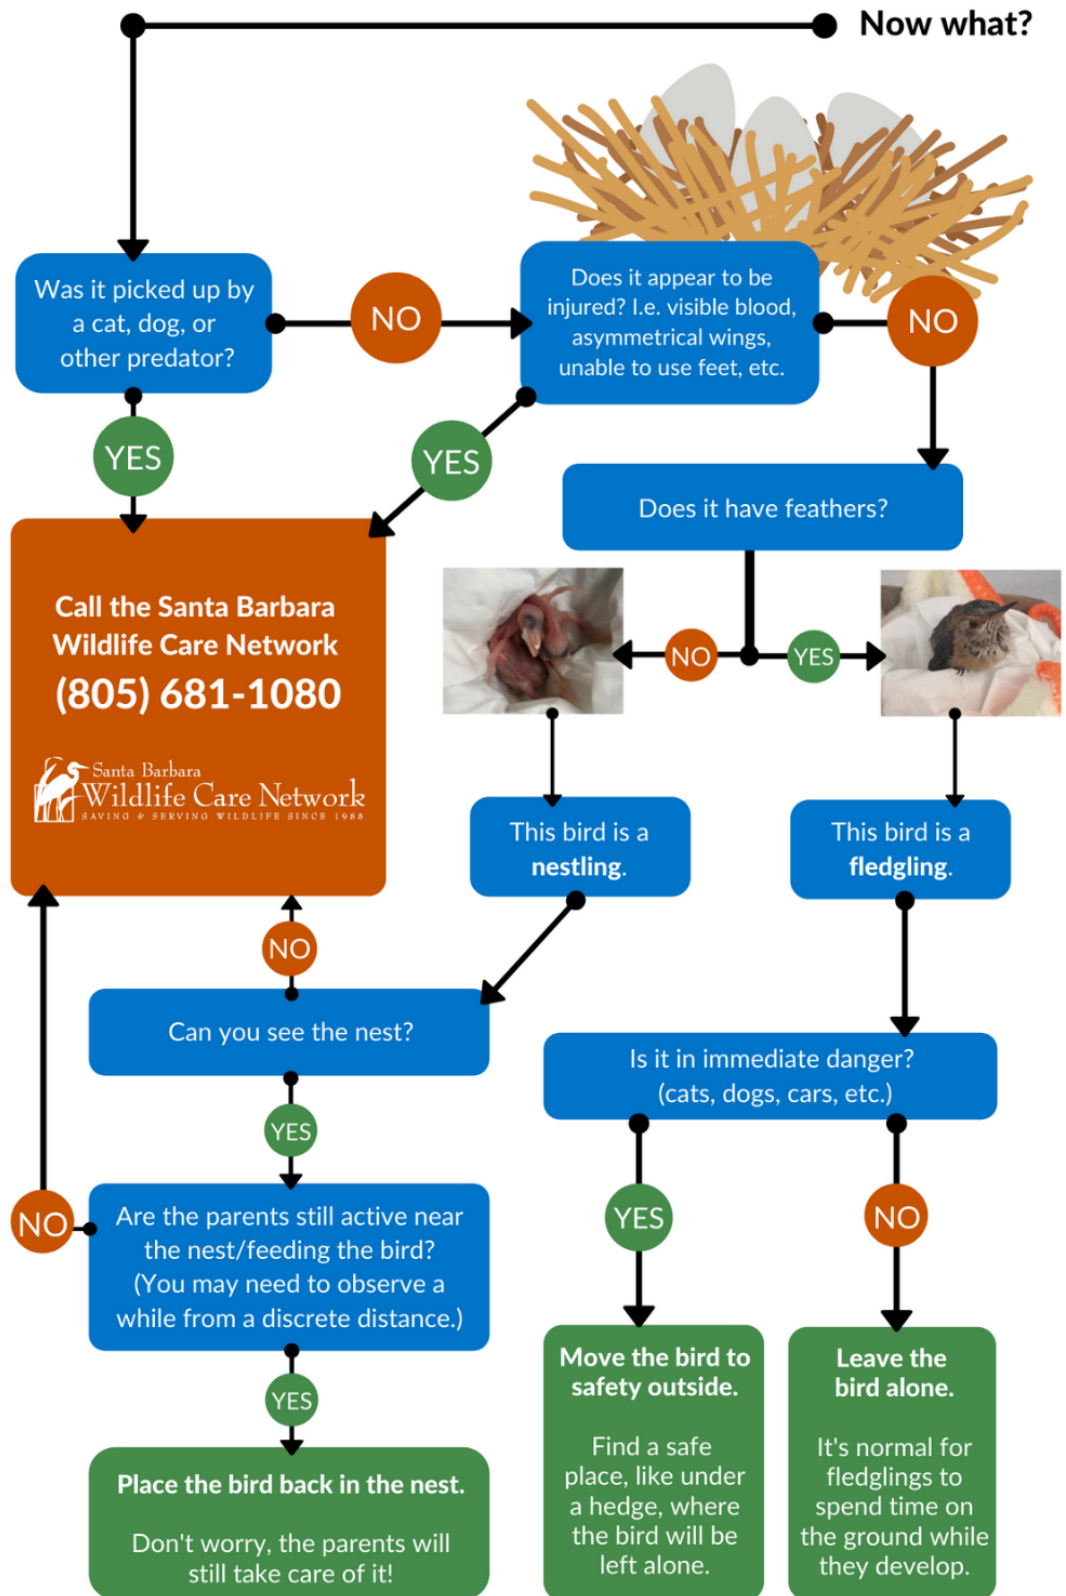 Now what?
Was it picked up by
a cat, dog, or
other predator?
NO
Does it appear to be
injured? I.e. visible blood,
asymmetrical wings,
unable to use feet, etc.
NO
YES
YES
Does it have feathers?
Call the Santa Barbara
Wildlife Care Network
(805) 681-1080
Santa Barbara
Wildlife Care Network
SAVING & SERVING WILDLIFE SINCE 1988
NO
YES
This bird is a
nestling.
This bird is a
fledgling.
NO
Can you see the nest?
Is it in immediate danger?
(cats, dogs, cars, etc.)
YES
NO
Are the parents still active near
the nest/feeding the bird?
(You may need to observe a
while from a discrete distance.)
YES
NO
YES
Place the bird back in the nest.
Don't worry, the parents will
still take care of it!
Move the bird to
safety outside.
Find a safe
place, like under
a hedge, where
the bird will be
left alone.
Leave the
bird alone.
It's normal for
fledglings to
spend time on
the ground while
they develop.